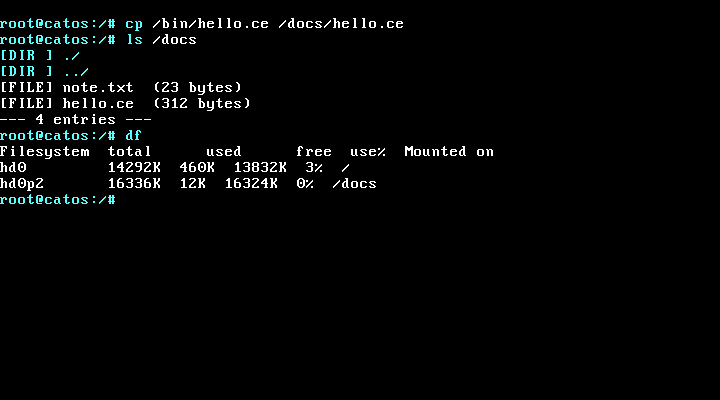 root@catos:/# cp /bin/hello.ce /docs/hello.ce
root@catos:/# ls /docs
[DIR ] ./
[DIR ] ../
[FILE] note.txt  (23 bytes)
[FILE] hello.ce  (312 bytes)
--- 4 entries ---
root@catos:/# df
Filesystem  total      used      free  use%  Mounted on
hd0         14292K  460K  13832K  3%  /
hd0p2       16336K  12K  16324K  0%  /docs
root@catos:/#